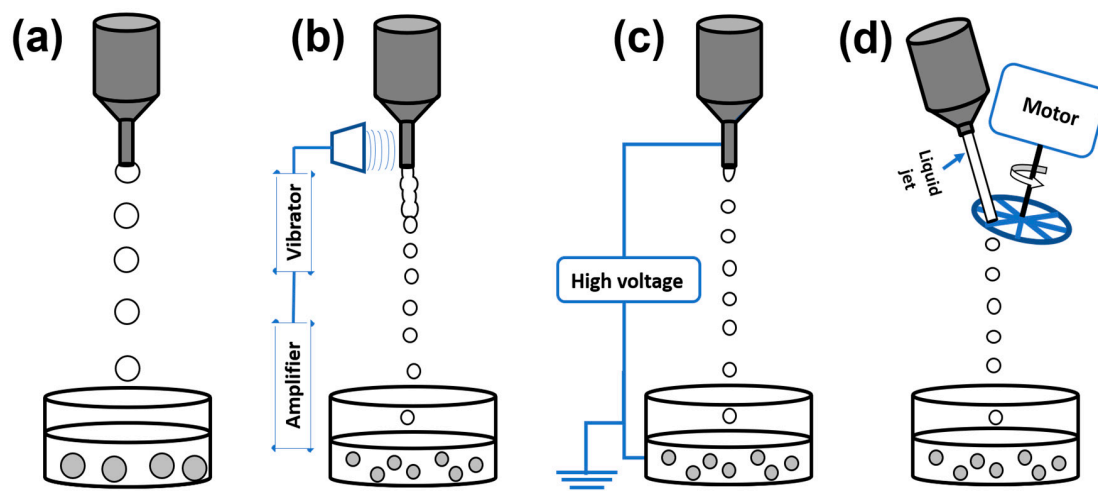 (a)
(b)
(c)
(d)
Motor
Liquid
jet
Vibrator
High voltage
Amplifier